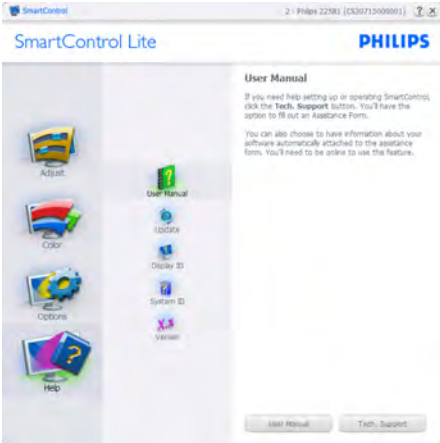 SmartControl
2 - Philips 225B1 (CS20715000001) ? X
SmartControl Lite
PHILIPS
User Manual
If you need help setting up or operating SmartControl,
click the Tech. Support button. You'll have the
option to fill out an Assistance Form.
You can also choose to have information about your
software automatically attached to the assistance
form. You'll need to be online to use this feature.
Adjust
Color
Options
Help
User Manual
Update
Display ID
System ID
Version
User Manual
Tech. Support